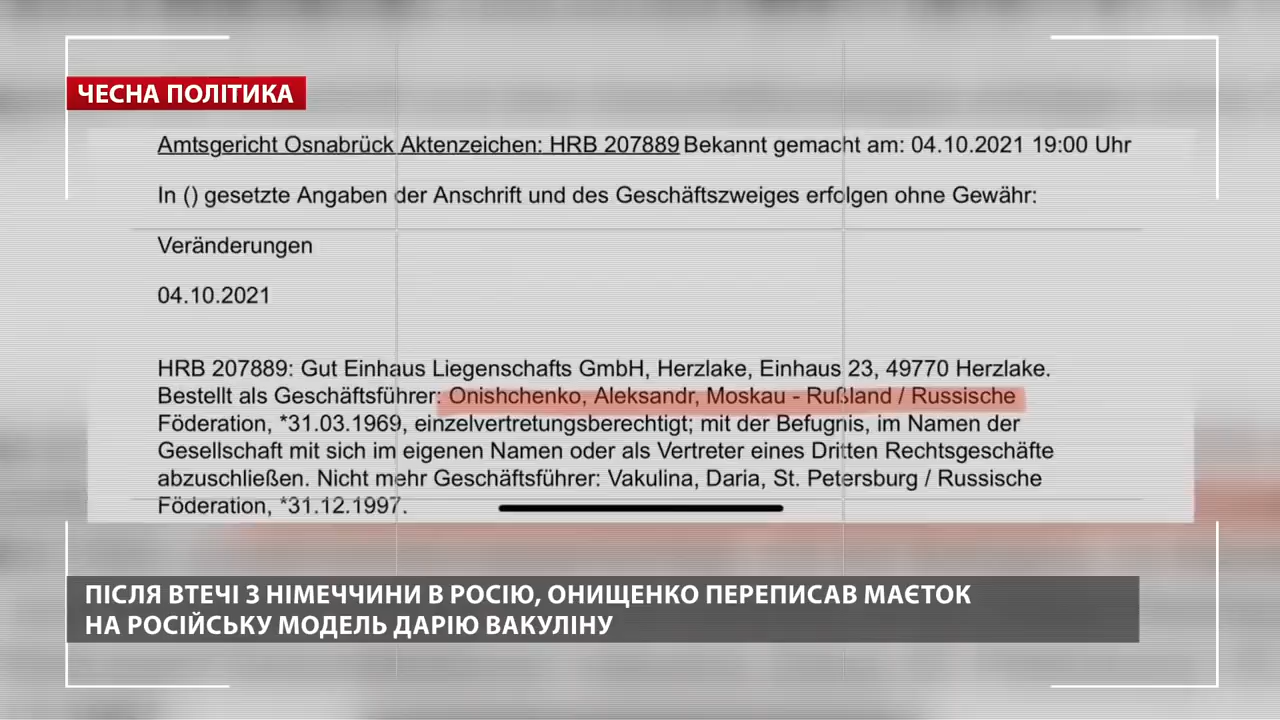 ЧЕСНА ПОЛІТИКА
Amtsgericht Osnabrück Aktenzeichen: HRB 207889 Bekannt gemacht am: 04.10.2021 19:00 Uhr
In () gesetzte Angaben der Anschrift und des Geschäftszweiges erfolgen ohne Gewähr:
Veränderungen
04.10.2021
HRB 207889: Gut Einhaus Liegenschafts GmbH, Herzlake, Einhaus 23, 49770 Herzlake.
Bestellt als Geschäftsführer: Onishchenko, Aleksandr, Moskau - Rußland / Russische
Föderation, *31.03.1969, einzelvertretungsberechtigt; mit der Befugnis, im Namen der
Gesellschaft mit sich im eigenen Namen oder als Vertreter eines Dritten Rechtsgeschäfte
abzuschließen. Nicht mehr Geschäftsführer: Vakulina, Daria, St. Petersburg / Russische
Föderation, *31.12.1997.
ПІСЛЯ ВТЕЧІ З НІМЕЧЧИНИ В РОСІЮ, ОНИЩЕНКО ПЕРЕПИСАВ МАЄТОК
НА РОСІЙСЬКУ МОДЕЛЬ ДАРІЮ ВАКУЛІНУ